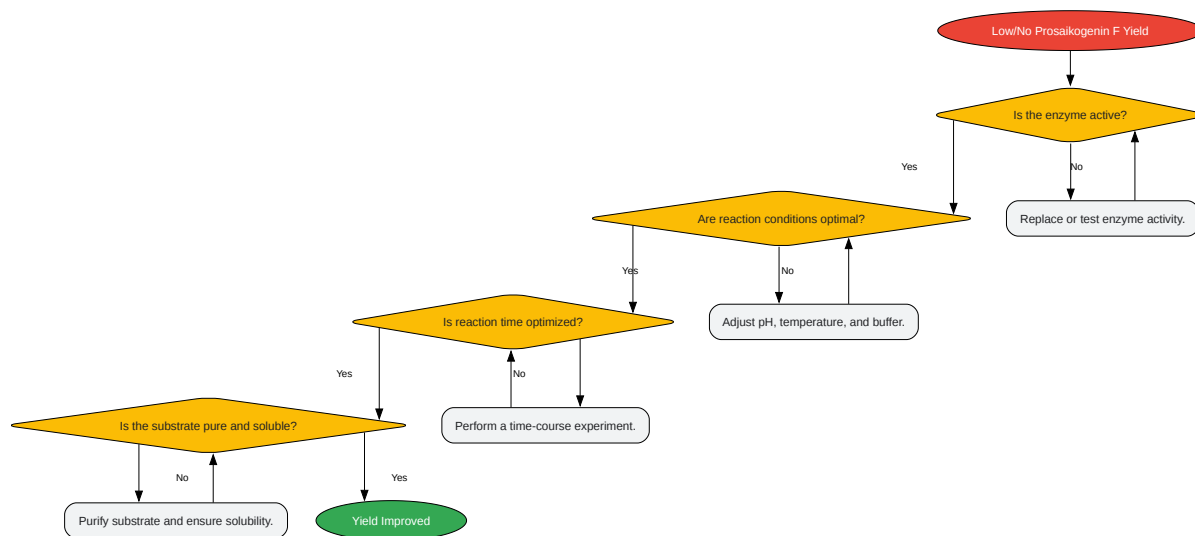 Low/No Prosaikogenin F Yield
Is the enzyme active?
No
Yes
Replace or test enzyme activity.
Are reaction conditions optimal?
No
Yes
Adjust pH, temperature, and buffer.
Is reaction time optimized?
No
Yes
Perform a time-course experiment.
Is the substrate pure and soluble?
No
Yes
Purify substrate and ensure solubility.
Yield Improved